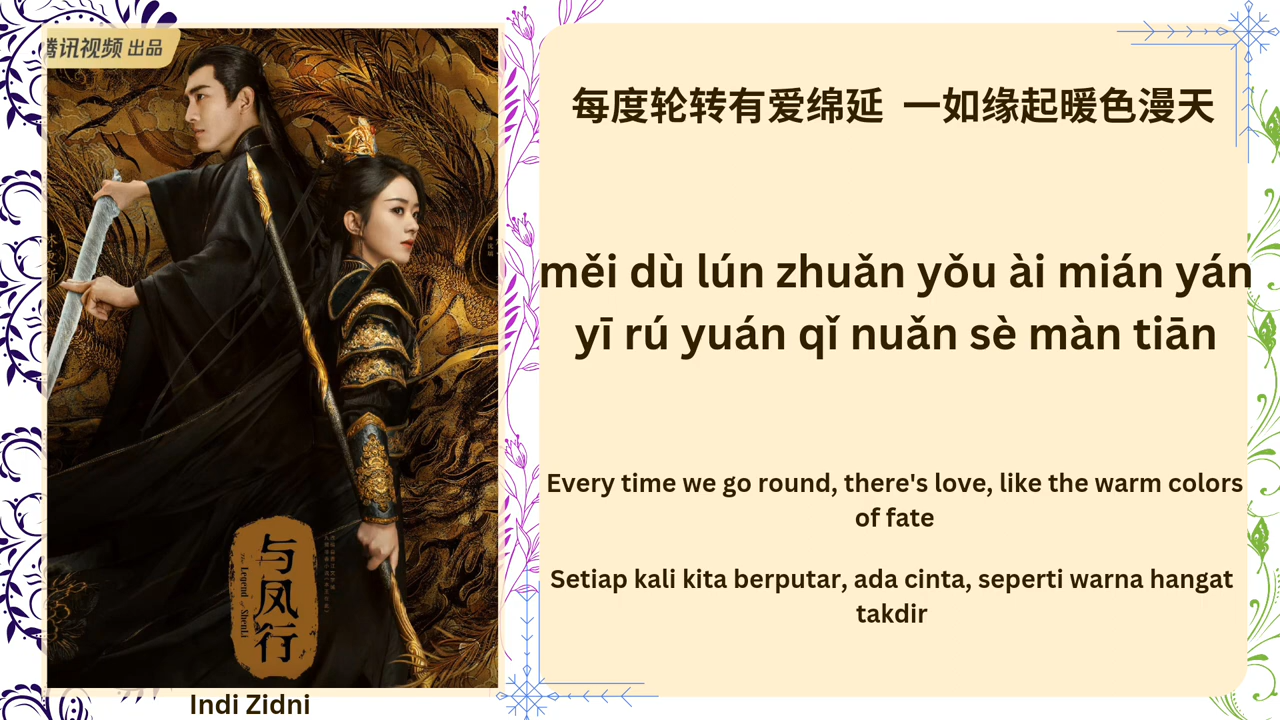 腾讯视频 出品
与凤行
The Legend of ShenLi
每度轮转有爱绵延 一如缘起暖色漫天
měi dù lún zhuǎn yǒu ài mián yán
yī rú yuán qǐ nuǎn sè màn tiān
Every time we go round, there's love, like the warm colors
of fate
Setiap kali kita berputar, ada cinta, seperti warna hangat
takdir
Indi Zidni